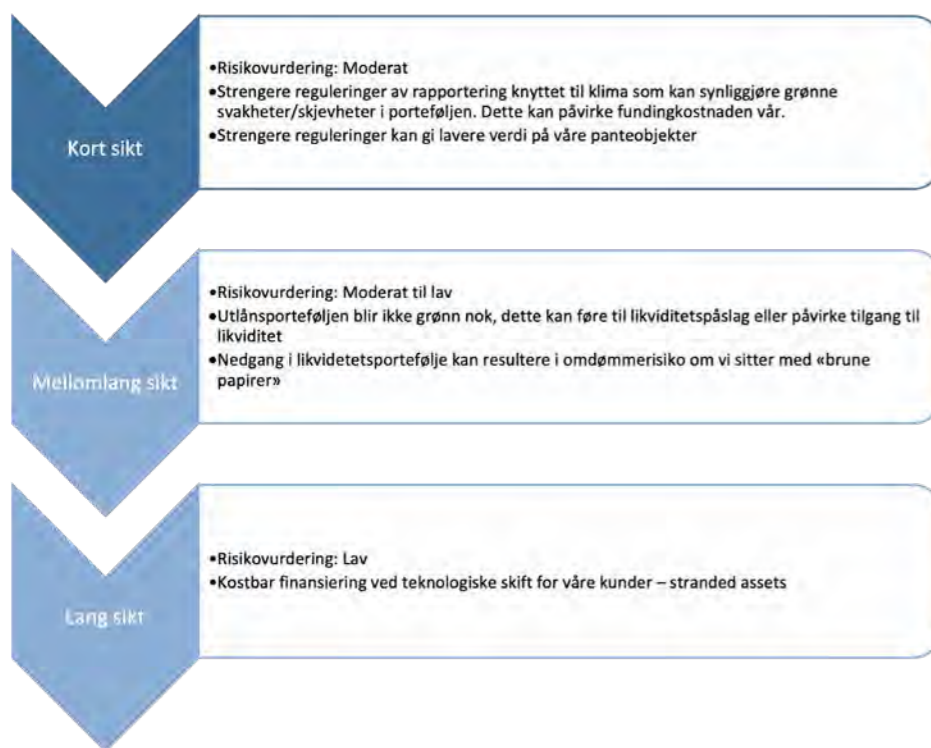 Kort sikt
•Risikovurdering: Moderat
•Strengere reguleringer av rapportering knyttet til klima som kan synliggjøre grønne
svakheter/skjevheter i porteføljen. Dette kan påvirke fundingkostnaden vår.
•Strengere reguleringer kan gi lavere verdi på våre panteobjekter
Mellomlang sikt
•Risikovurdering: Moderat til lav
•Utlånsporteføljen blir ikke grønn nok, dette kan føre til likviditetspåslag eller påvirke tilgang til
likviditet
•Nedgang i likvidetetsportefølje kan resultere i omdømmerisiko om vi sitter med «brune
papirer»
Lang sikt
•Risikovurdering: Lav
•Kostbar finansiering ved teknologiske skift for våre kunder – stranded assets